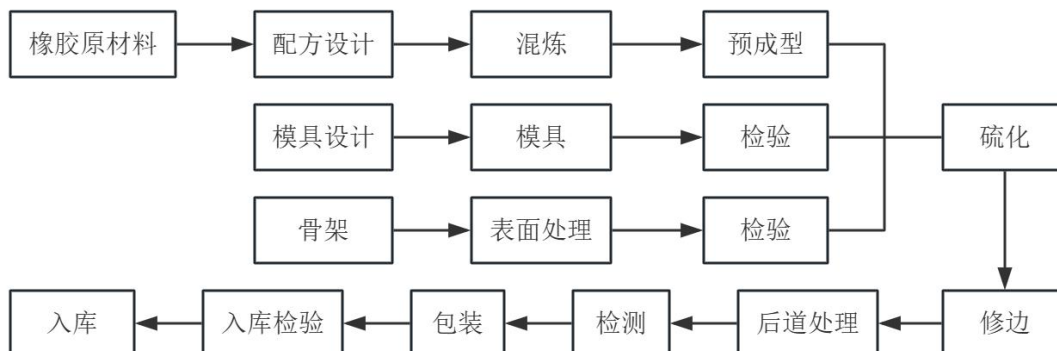 橡胶原材料
配方设计
混炼
预成型
模具设计
模具
检验
硫化
骨架
表面处理
检验
入库
入库检验
包装
检测
后道处理
修边